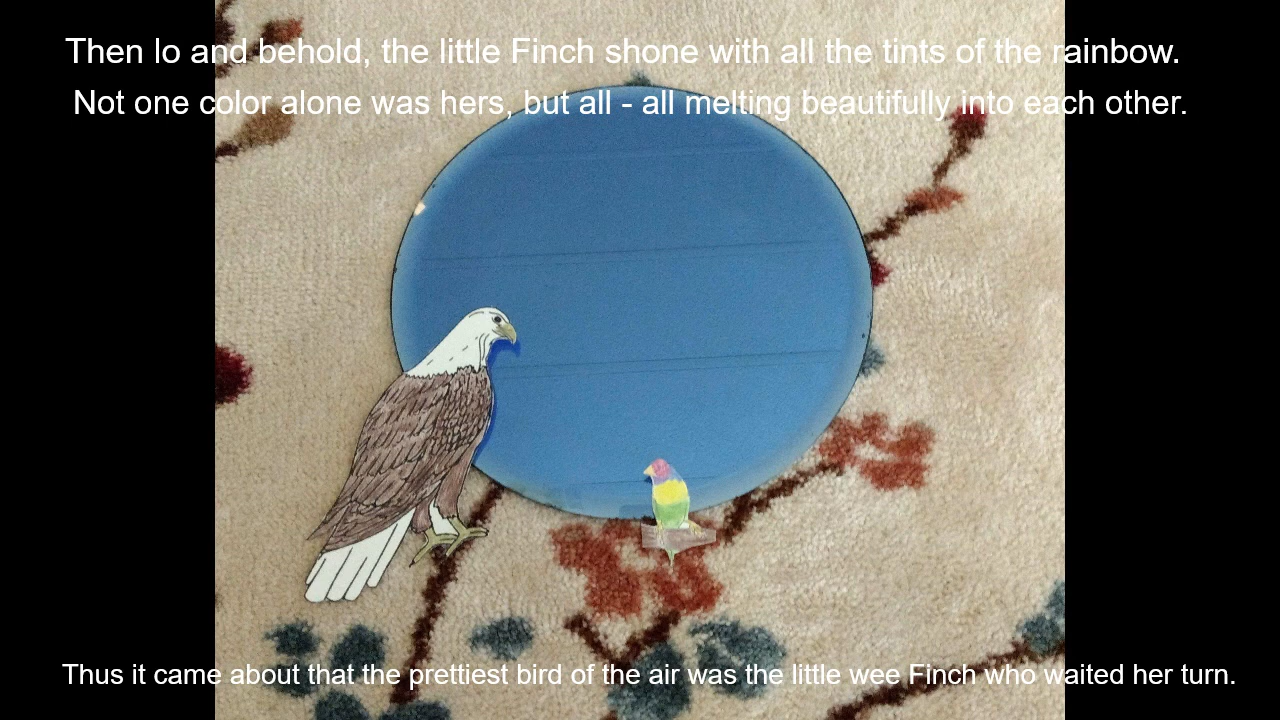 Then lo and behold, the little Finch shone with all the tints of the rainbow.
Not one color alone was hers, but all - all melting beautifully into each other.
Thus it came about that the prettiest bird of the air was the little wee Finch who waited her turn.